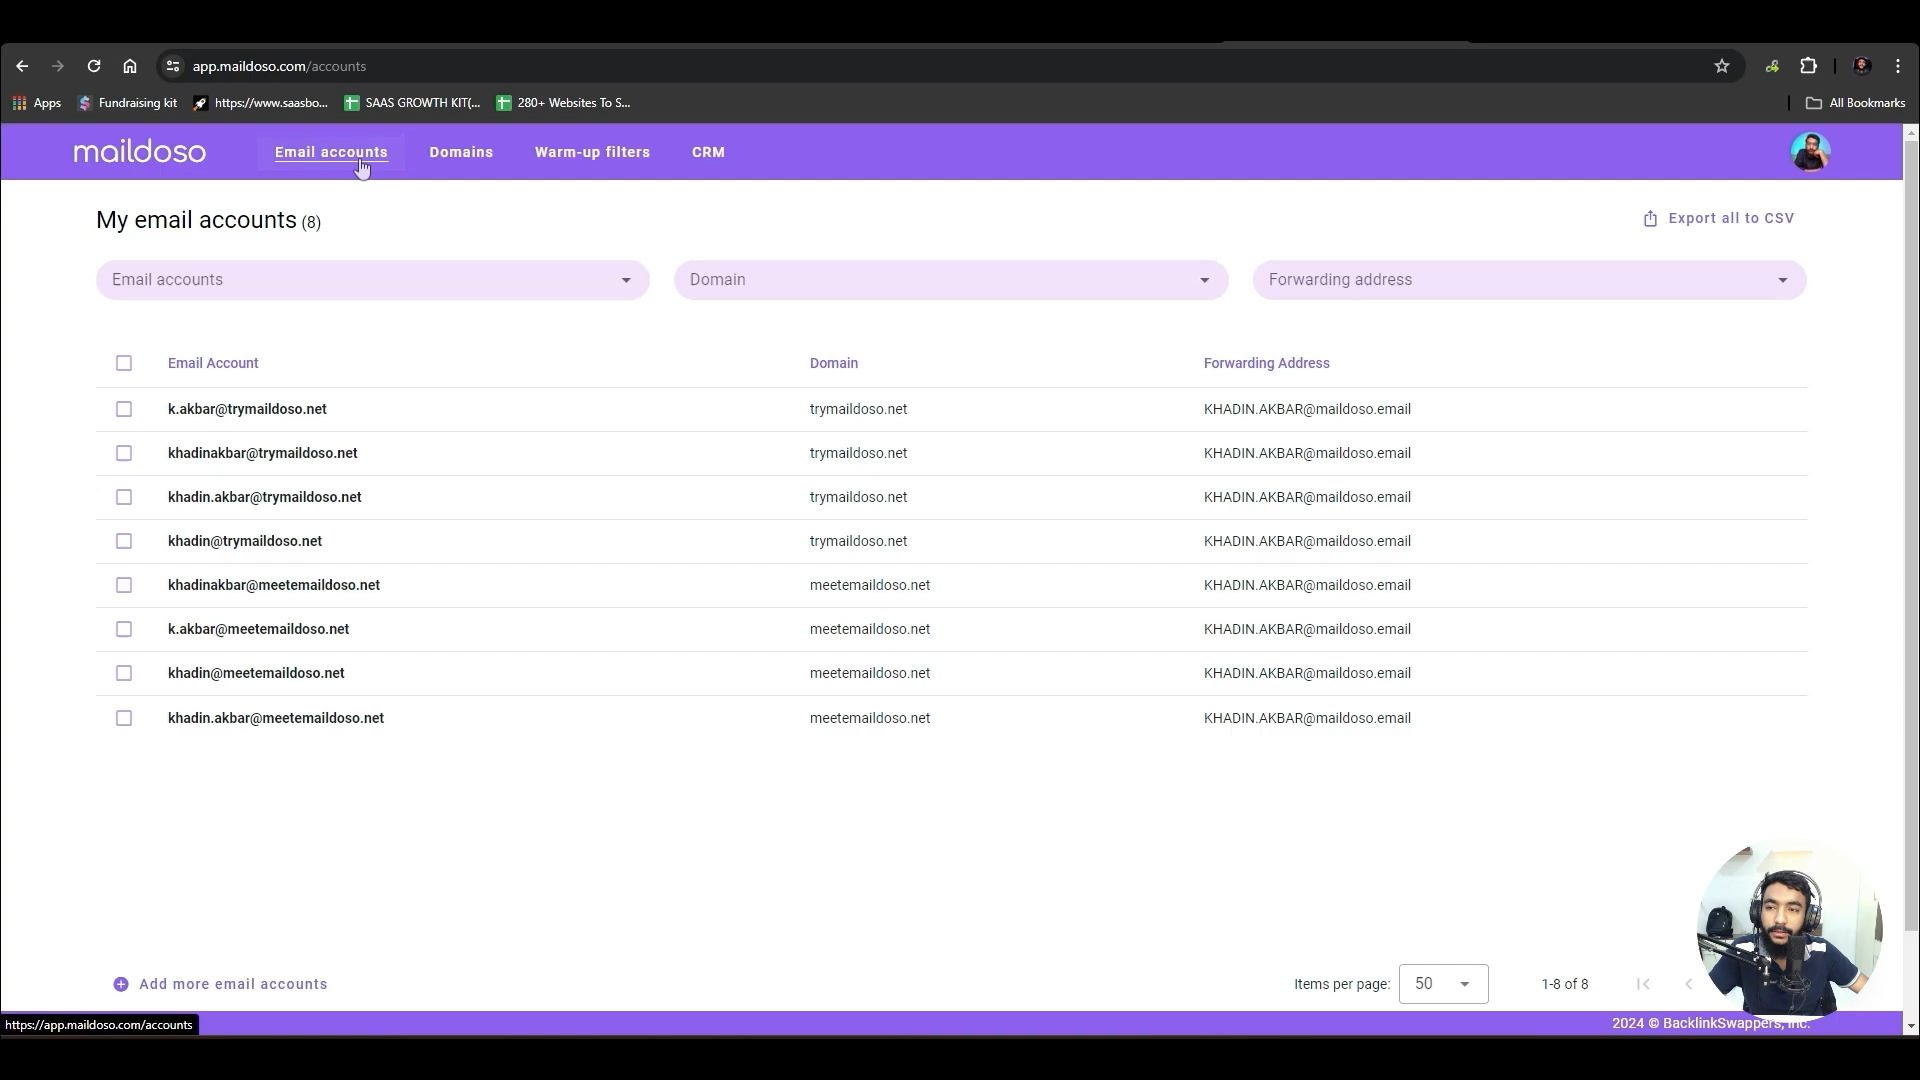 app.maildoso.com/accounts
Apps Fundraising kit https://www.saasbo... SAAS GROWTH KIT(... 280+ Websites To S... All Bookmarks
maildoso Email accounts Domains Warm-up filters CRM
My email accounts (8) Export all to CSV
Email accounts Domain Forwarding address
Email Account Domain Forwarding Address
k.akbar@trymaildoso.net trymaildoso.net KHADIN.AKBAR@maildoso.email
khadinakbar@trymaildoso.net trymaildoso.net KHADIN.AKBAR@maildoso.email
khadin.akbar@trymaildoso.net trymaildoso.net KHADIN.AKBAR@maildoso.email
khadin@trymaildoso.net trymaildoso.net KHADIN.AKBAR@maildoso.email
khadinakbar@meetemaildoso.net meetemaildoso.net KHADIN.AKBAR@maildoso.email
k.akbar@meetemaildoso.net meetemaildoso.net KHADIN.AKBAR@maildoso.email
khadin@meetemaildoso.net meetemaildoso.net KHADIN.AKBAR@maildoso.email
khadin.akbar@meetemaildoso.net meetemaildoso.net KHADIN.AKBAR@maildoso.email
Add more email accounts Items per page: 50 1-8 of 8
https://app.maildoso.com/accounts 2024 © BacklinkSwappers, Inc.